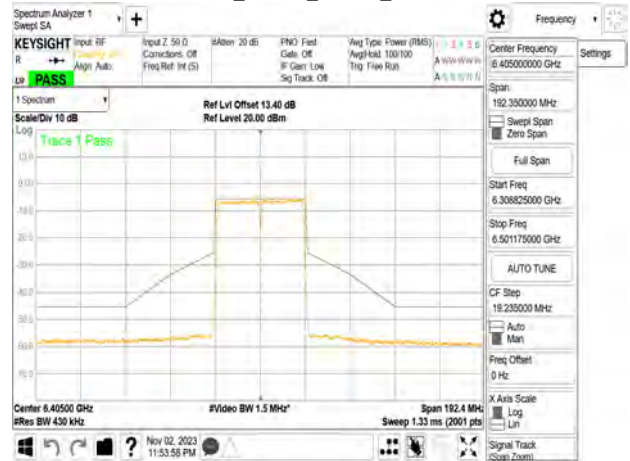 Spectrum Analyzer 1
Swept SA
+
Frequency
KEYSIGHT
R
LW
PASS
Input: RF
Align: Auto
Input Z: 50 Ω
Corrections: Off
Freq Ref: Int (S)
#Atten: 20 dB
PNO: Fast
Gate: Off
IF Gain: Low
Sig Track: Off
Avg Type: Power (RMS)
Avg|Hold: 100/100
Trig: Free Run
Center Frequency
6.405000000 GHz
Settings
Span
192.350000 MHz
Swept Span
Zero Span
Full Span
Start Freq
6.308825000 GHz
Stop Freq
6.501175000 GHz
AUTO TUNE
CF Step
19.235000 MHz
Auto
Man
Freq Offset
0 Hz
X Axis Scale
Log
Lin
Signal Track
(Span Zoom)
1 Spectrum
Scale/Div 10 dB
Ref Lvl Offset 13.40 dB
Ref Level 20.00 dBm
Log
Trace 1 Pass
Center 6.40500 GHz
#Res BW 430 kHz
#Video BW 1.5 MHz*
Span 192.4 MHz
Sweep 1.33 ms (2001 pts
?
Nov 02, 2023
11:53:58 PM